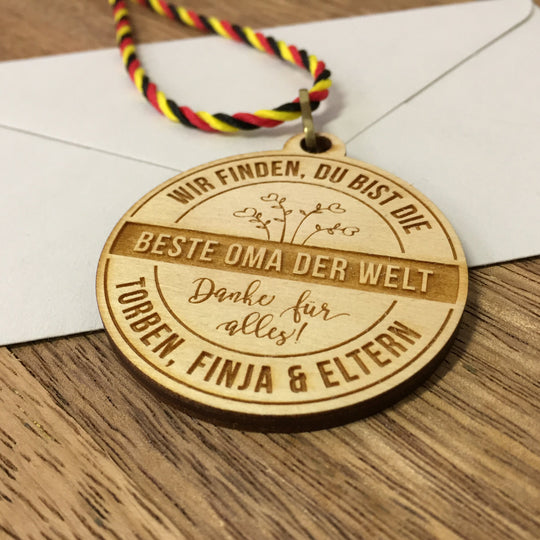 WIR FINDEN, DU BIST DIE
BESTE OMA DER WELT
Danke für
alles!
TORBEN, FINJA & ELTERN